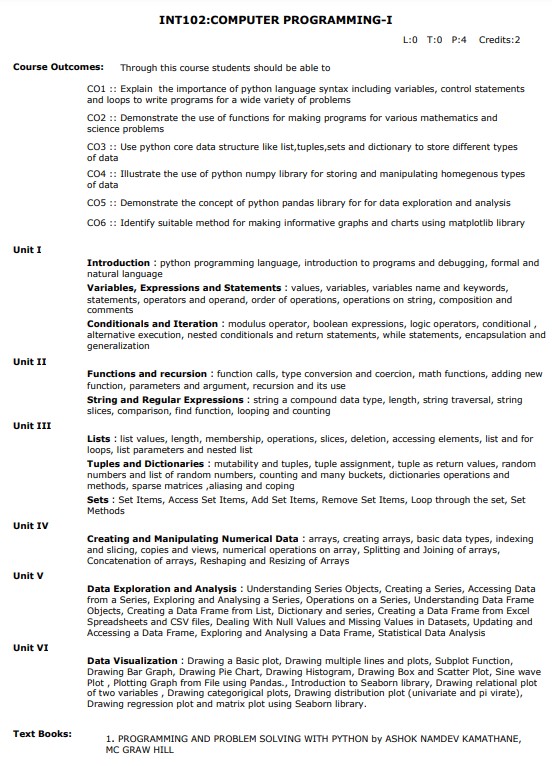 INT102:COMPUTER PROGRAMMING-I
L:0 T:0 P:4 Credits:2
Course Outcomes: Through this course students should be able to
CO1 :: Explain the importance of python language syntax including variables, control statements
and loops to write programs for a wide variety of problems
CO2 :: Demonstrate the use of functions for making programs for various mathematics and
science problems
CO3 :: Use python core data structure like list,tuples,sets and dictionary to store different types
of data
CO4 :: Illustrate the use of python numpy library for storing and manipulating homegenous types
of data
CO5 :: Demonstrate the concept of python pandas library for for data exploration and analysis
CO6 :: Identify suitable method for making informative graphs and charts using matplotlib library
Unit I
Introduction : python programming language, introduction to programs and debugging, formal and
natural language
Variables, Expressions and Statements : values, variables, variables name and keywords,
statements, operators and operand, order of operations, operations on string, composition and
comments
Conditionals and Iteration : modulus operator, boolean expressions, logic operators, conditional ,
alternative execution, nested conditionals and return statements, while statements, encapsulation and
generalization
Unit II
Functions and recursion : function calls, type conversion and coercion, math functions, adding new
function, parameters and argument, recursion and its use
String and Regular Expressions : string a compound data type, length, string traversal, string
slices, comparison, find function, looping and counting
Unit III
Lists : list values, length, membership, operations, slices, deletion, accessing elements, list and for
loops, list parameters and nested list
Tuples and Dictionaries : mutability and tuples, tuple assignment, tuple as return values, random
numbers and list of random numbers, counting and many buckets, dictionaries operations and
methods, sparse matrices ,aliasing and coping
Sets : Set Items, Access Set Items, Add Set Items, Remove Set Items, Loop through the set, Set
Methods
Unit IV
Creating and Manipulating Numerical Data : arrays, creating arrays, basic data types, indexing
and slicing, copies and views, numerical operations on array, Splitting and Joining of arrays,
Concatenation of arrays, Reshaping and Resizing of Arrays
Unit V
Data Exploration and Analysis : Understanding Series Objects, Creating a Series, Accessing Data
from a Series, Exploring and Analysing a Series, Operations on a Series, Understanding Data Frame
Objects, Creating a Data Frame from List, Dictionary and series, Creating a Data Frame from Excel
Spreadsheets and CSV files, Dealing With Null Values and Missing Values in Datasets, Updating and
Accessing a Data Frame, Exploring and Analysing a Data Frame, Statistical Data Analysis
Unit VI
Data Visualization : Drawing a Basic plot, Drawing multiple lines and plots, Subplot Function,
Drawing Bar Graph, Drawing Pie Chart, Drawing Histogram, Drawing Box and Scatter Plot, Sine wave
Plot , Plotting Graph from File using Pandas., Introduction to Seaborn library, Drawing relational plot
of two variables , Drawing categorigical plots, Drawing distribution plot (univariate and pi virate),
Drawing regression plot and matrix plot using Seaborn library.
Text Books:
1. PROGRAMMING AND PROBLEM SOLVING WITH PYTHON by ASHOK NAMDEV KAMATHANE,
MC GRAW HILL